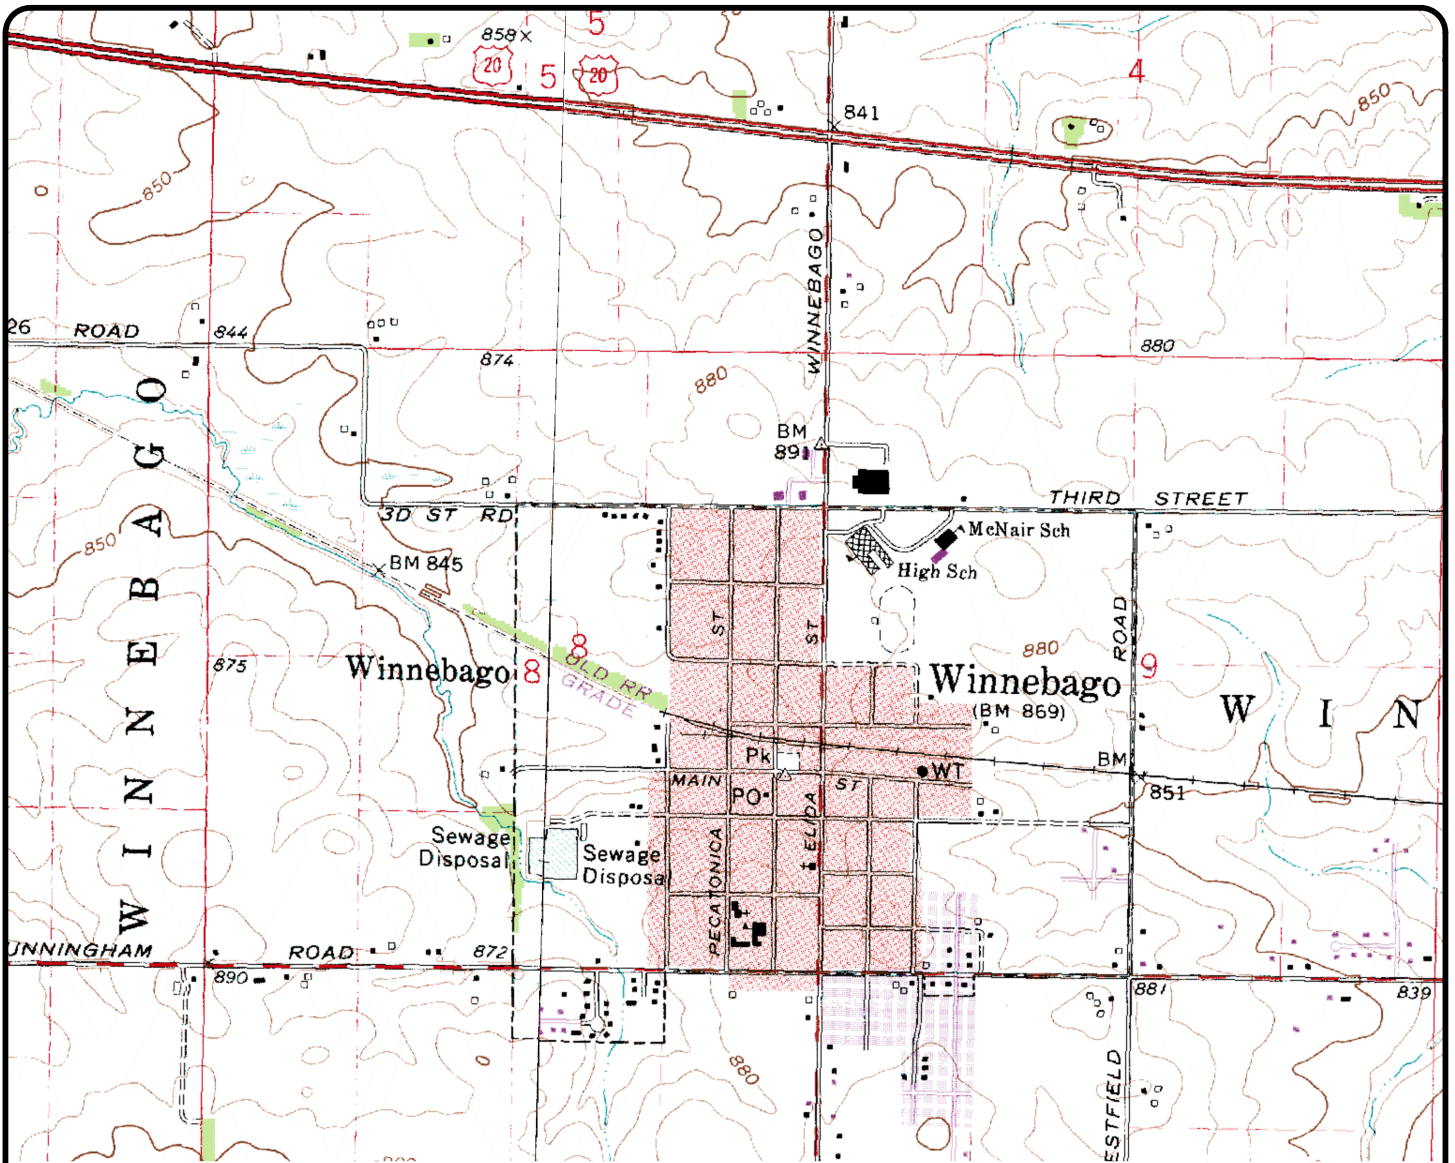 5
858
20
5
20
4
850
841
850
WINNEBAGO
26 ROAD
844
874
880
880
BM
891
THIRD STREET
3D ST RD
McNair Sch
High Sch
850
BM 845
ST
ST
ROAD
880
WINNEBAGO
875
Winnebago
8
8
OLD RR
GRADE
Winnebago
(BM 869)
9
W I N
Pk
BM
WT
MAIN
ST
851
PO
PECATONICA
ELIDA
Sewage
Disposal
Sewage
Disposal
UNNINGHAM ROAD
872
890
881
839
880
ESTFIELD